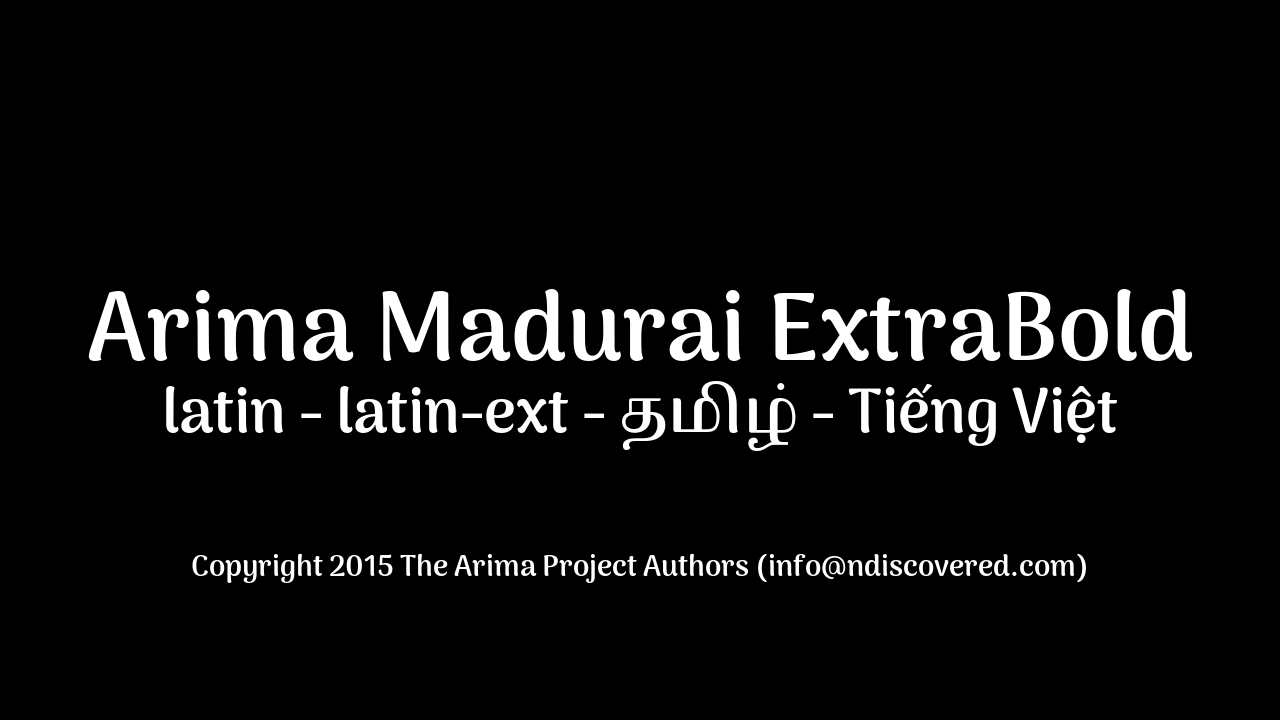 Arima Madurai ExtraBold
latin - latin-ext - தமிழ் - Tiếng Việt
Copyright 2015 The Arima Project Authors (info@ndiscovered.com)